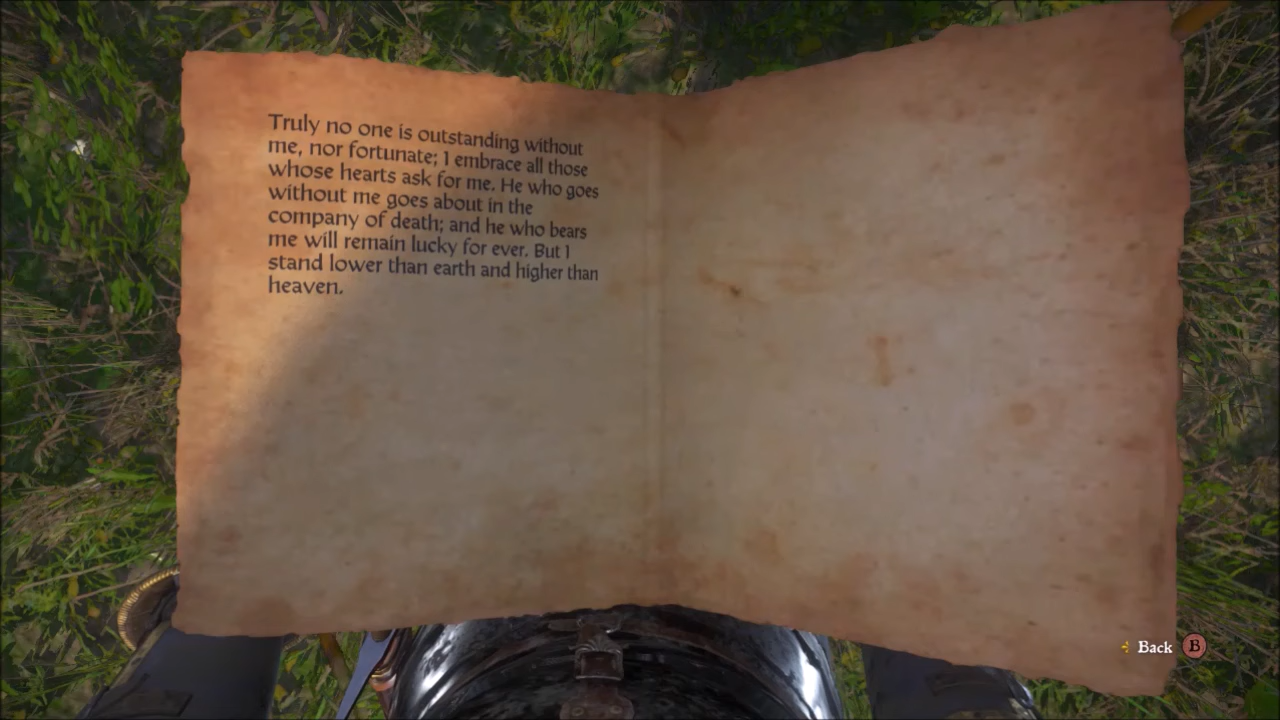 Truly no one is outstanding without
me, nor fortunate; I embrace all those
whose hearts ask for me. He who goes
without me goes about in the
company of death; and he who bears
me will remain lucky for ever. But I
stand lower than earth and higher than
heaven.
Back B